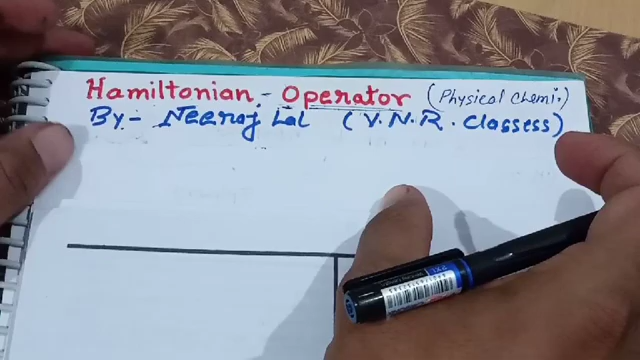 Hamiltonian - Operator (Physical Chemi.)
By - Neeraj Lal (V.N.R. Classess)